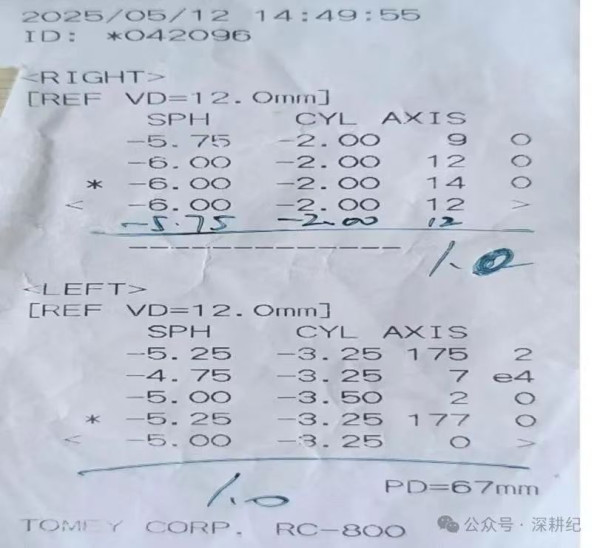 2025/05/12 14:49:55
ID: *042096
<RIGHT>
[REF VD=12.0mm]
SPH CYL AXIS
-5.75 -2.00 9 0
-6.00 -2.00 12 0
* -6.00 -2.00 14 0
< -6.00 -2.00 12 >
-5.75 -2.00 12
1.0
<LEFT>
[REF VD=12.0mm]
SPH CYL AXIS
-5.25 -3.25 175 2
-4.75 -3.25 7 e4
-5.00 -3.50 2 0
* -5.25 -3.25 177 0
< -5.00 -3.25 0 >
1.0
PD=67mm
TOMEY CORP. RC-800
公众号·深耕纪